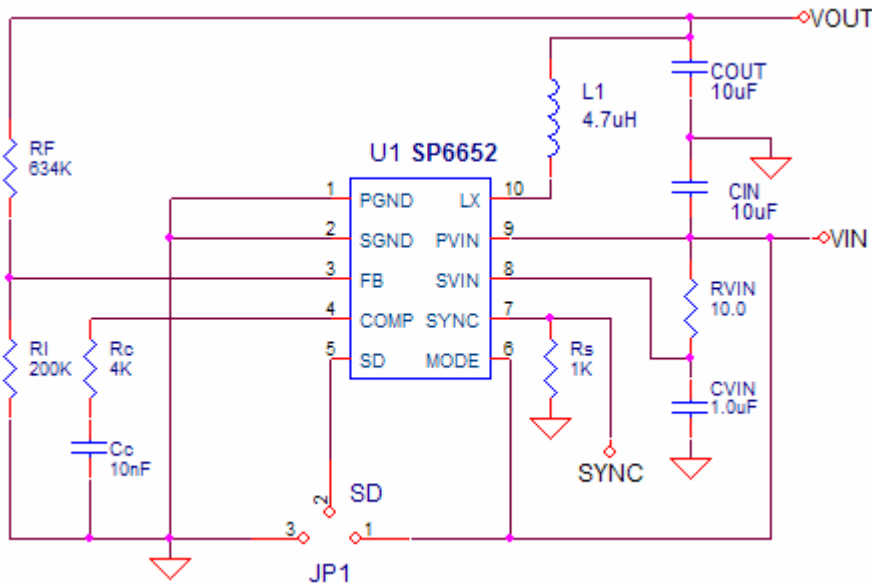 VOUT
COUT
10uF
L1
4.7uH
RF
634K
U1 SP6652
1 PGND LX 10
CIN
10uF
2 SGND PVIN 9
VIN
3 FB SVIN 8
RVIN
10.0
4 COMP SYNC 7
RI
200K
Rc
4K
5 SD MODE 6
Rs
1K
CVIN
1.0uF
Cc
10nF
SYNC
2 SD
3 1
JP1